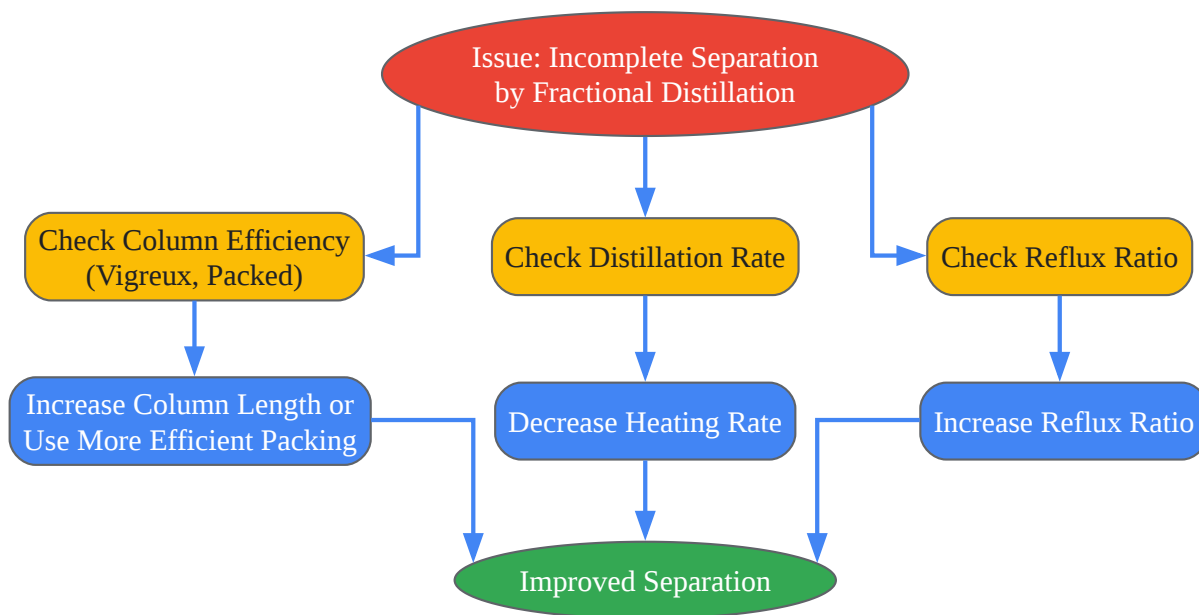 Issue: Incomplete Separation
by Fractional Distillation
Check Column Efficiency
(Vigreux, Packed)
Check Distillation Rate
Check Reflux Ratio
Increase Column Length or
Use More Efficient Packing
Decrease Heating Rate
Increase Reflux Ratio
Improved Separation